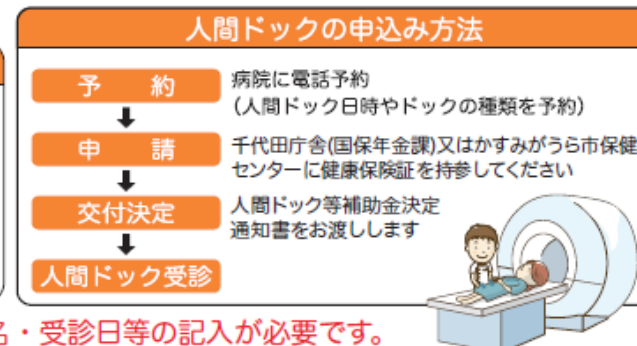 人間ドックの申込み方法
予 約
病院に電話予約
（人間ドック日時やドックの種類を予約）
申 請
千代田庁舎(国保年金課)又はかすみがうら市保健
センターに健康保険証を持参してください
交付決定
人間ドック等補助金決定
通知書をお渡しします
人間ドック受診
・受診日等の記入が必要です。